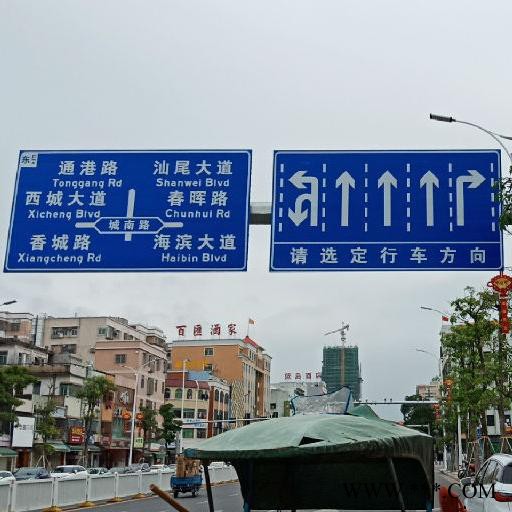 东E
通港路 汕尾大道
Tonggang Rd Shanwei Blvd
西城大道 春晖路
Xicheng Blvd Chunhui Rd
城南路
香城路 海滨大道
Xiangcheng Rd Haibin Blvd
请选定行车方向
百汇酒家